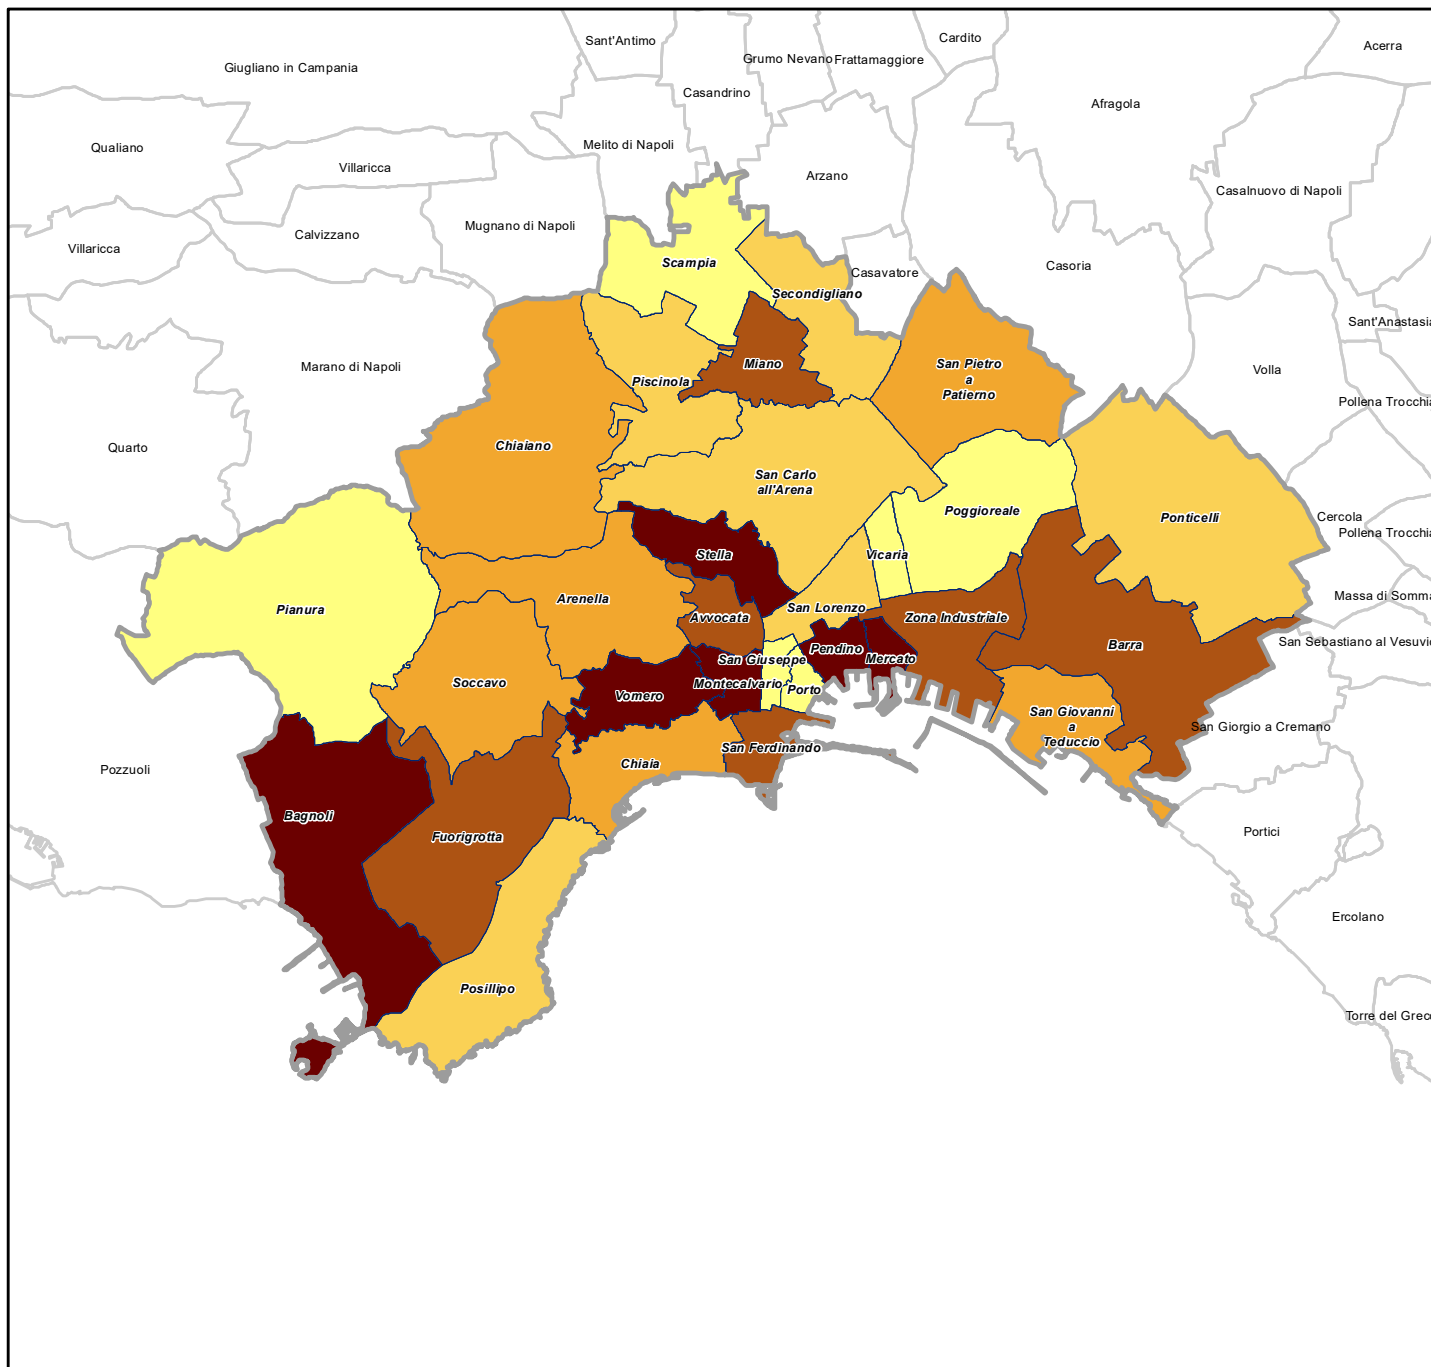 Sant'Antimo
Cardito
Acerra
Giugliano in Campania
Grumo Nevano
Frattamaggiore
Casandrino
Afragola
Qualiano
Melito di Napoli
Villaricca
Arzano
Casalnuovo di Napoli
Mugnano di Napoli
Calvizzano
Villaricca
Scampia
Casavatore
Casoria
Secondigliano
Sant'Anastasia
Marano di Napoli
Miano
San Pietro
a
Patierno
Volla
Piscinola
Pollena Trocchia
Quarto
Chiaiano
San Carlo
all'Arena
Poggioreale
Ponticelli
Cercola
Pollena Trocchia
Stella
Vicaria
Massa di Somma
Pianura
Arenella
San Lorenzo
Avvocata
Zona Industriale
San Sebastiano al Vesuvio
Barra
Pendino
Mercato
San Giuseppe
Soccavo
Montecalvario
Porto
Vomero
San Giovanni
a
Teduccio
San Giorgio a Cremano
San Ferdinando
Chiaia
Pozzuoli
Bagnoli
Fuorigrotta
Portici
Ercolano
Posillipo
Torre del Greco